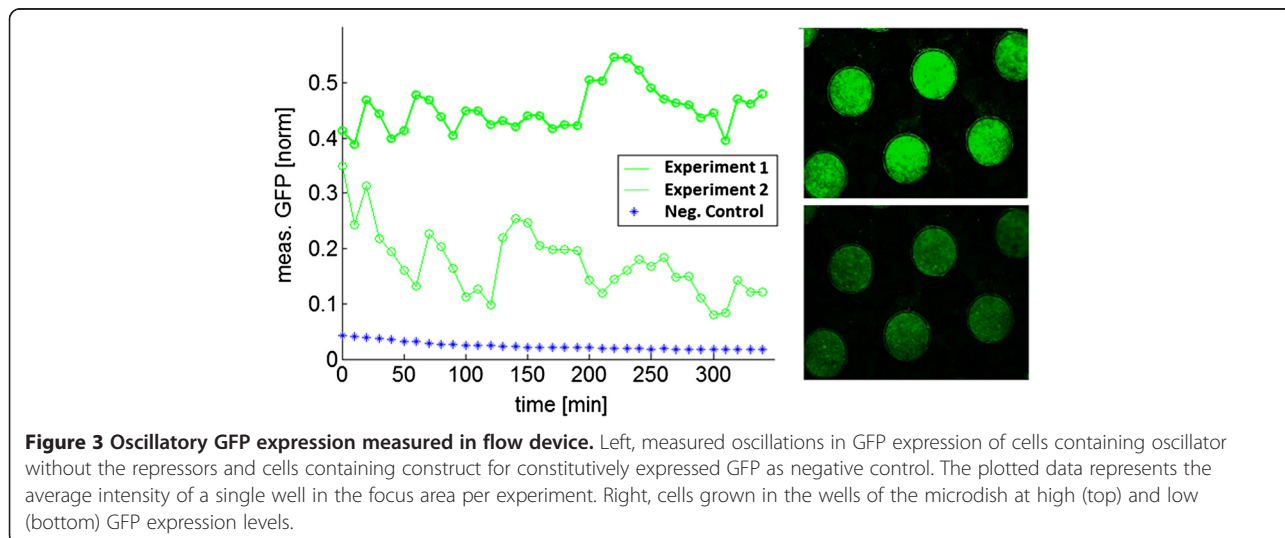 0.5
0.4
0.3
0.2
0.1
0
meas. GFP [norm]
Experiment 1
Experiment 2
Neg. Control
0 50 100 150 200 250 300
time [min]
Figure 3 Oscillatory GFP expression measured in flow device. Left, measured oscillations in GFP expression of cells containing oscillator
without the repressors and cells containing construct for constitutively expressed GFP as negative control. The plotted data represents the
average intensity of a single well in the focus area per experiment. Right, cells grown in the wells of the microdish at high (top) and low
(bottom) GFP expression levels.